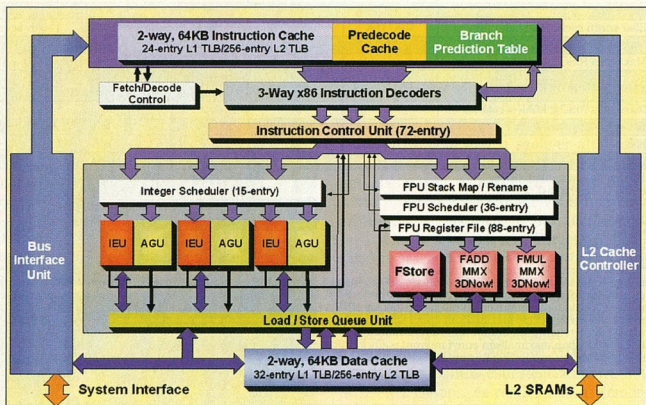 2-way, 64KB Instruction Cache
24-entry L1 TLB/256-entry L2 TLB
Predecode
Cache
Branch
Prediction Table
Fetch/Decode
Control
3-Way x86 Instruction Decoders
Instruction Control Unit (72-entry)
Bus
Interface
Unit
L2 Cache
Controller
Integer Scheduler (15-entry)
FPU Stack Map / Rename
FPU Scheduler (36-entry)
FPU Register File (88-entry)
IEU
AGU
IEU
AGU
IEU
AGU
FStore
FADD
MMX
3DNow!
FMUL
MMX
3DNow!
Load / Store Queue Unit
2-way, 64KB Data Cache
32-entry L1 TLB/256-entry L2 TLB
System Interface
L2 SRAMs